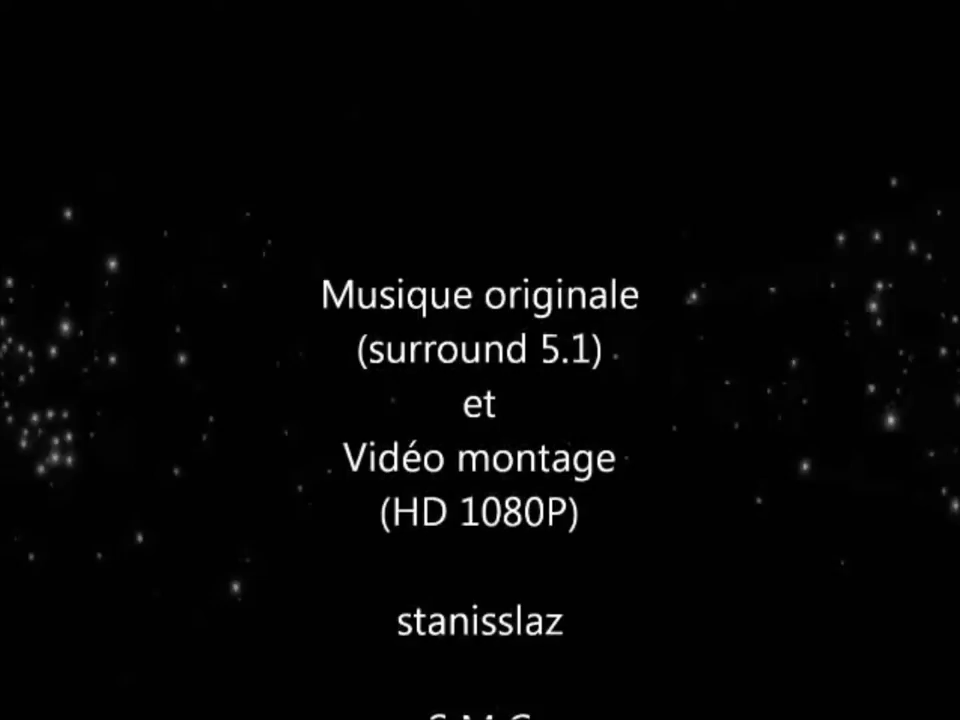 Musique originale
(surround 5.1)
et
Vidéo montage
(HD 1080P)
stanisslaz